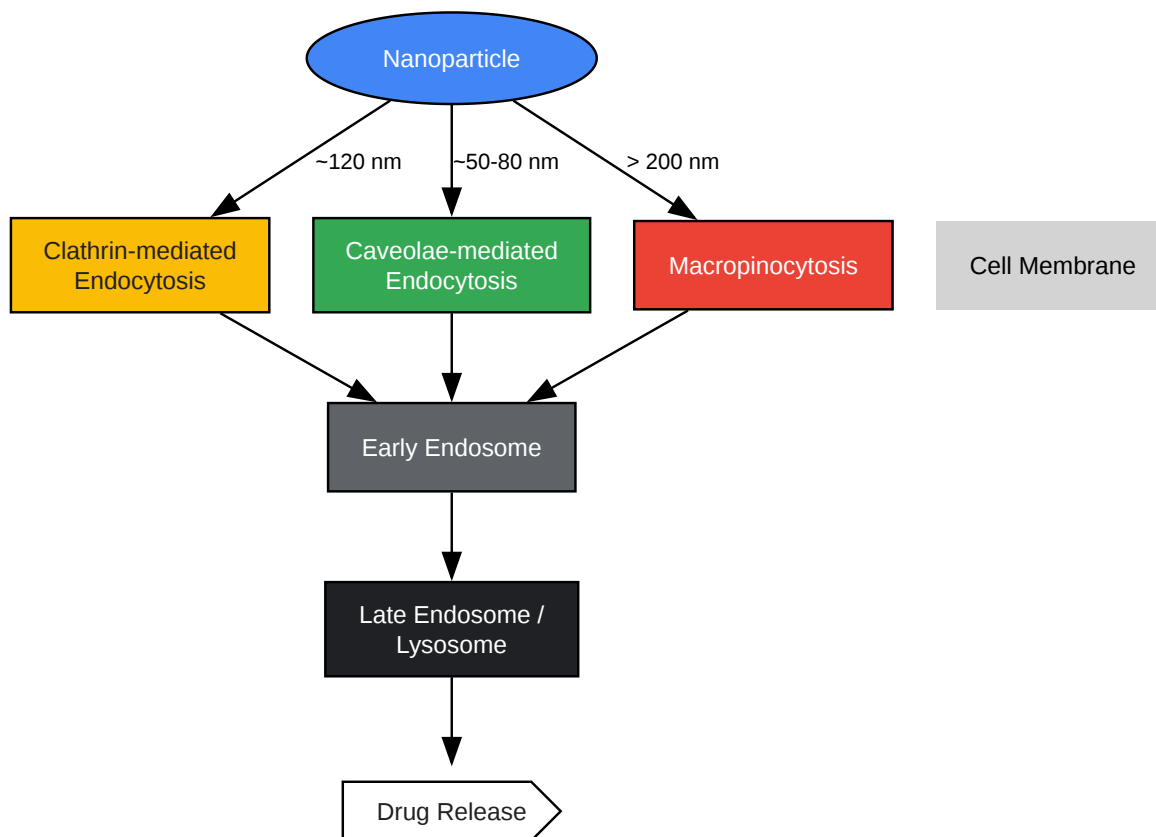 Nanoparticle
~120 nm
~50-80 nm
> 200 nm
Clathrin-mediated
Endocytosis
Caveolae-mediated
Endocytosis
Macropinocytosis
Cell Membrane
Early Endosome
Late Endosome /
Lysosome
Drug Release